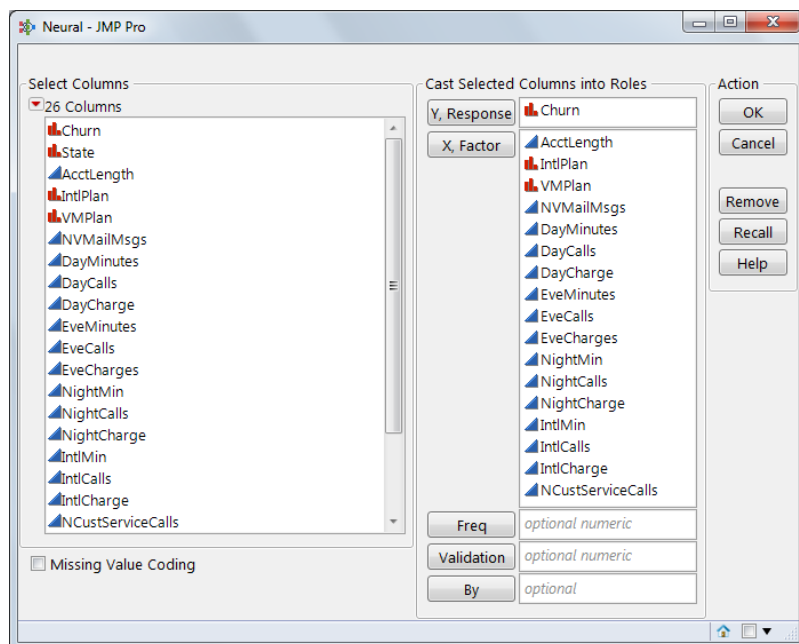 Neural - JMP Pro
Select Columns
26 Columns
Churn
State
AcctLength
IntlPlan
VMPlan
NVMailMsgs
DayMinutes
DayCalls
DayCharge
EveMinutes
EveCalls
EveCharges
NightMin
NightCalls
NightCharge
IntlMin
IntlCalls
IntlCharge
NCustServiceCalls
Missing Value Coding
Cast Selected Columns into Roles
Y, Response
Churn
X, Factor
AcctLength
IntlPlan
VMPlan
NVMailMsgs
DayMinutes
DayCalls
DayCharge
EveMinutes
EveCalls
EveCharges
NightMin
NightCalls
NightCharge
IntlMin
IntlCalls
IntlCharge
NCustServiceCalls
Freq
optional numeric
Validation
optional numeric
By
optional
Action
OK
Cancel
Remove
Recall
Help